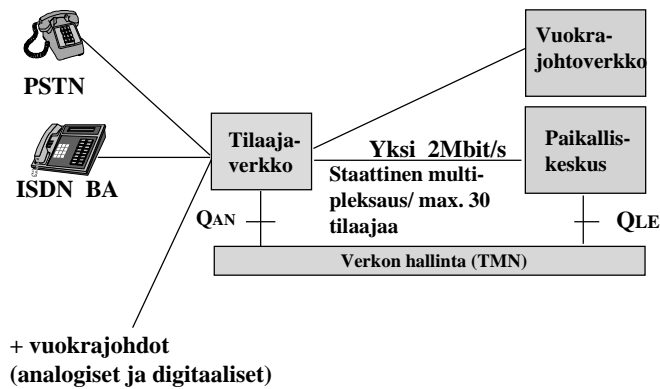 PSTN
ISDN BA
Tilaaja-
verkko
Vuokra-
johtoverkko
Yksi 2Mbit/s
Staattinen multi-
pleksaus/ max. 30
tilaajaa
Paikallis-
keskus
QAN
QLE
Verkon hallinta (TMN)
+ vuokrajohdot
(analogiset ja digitaaliset)